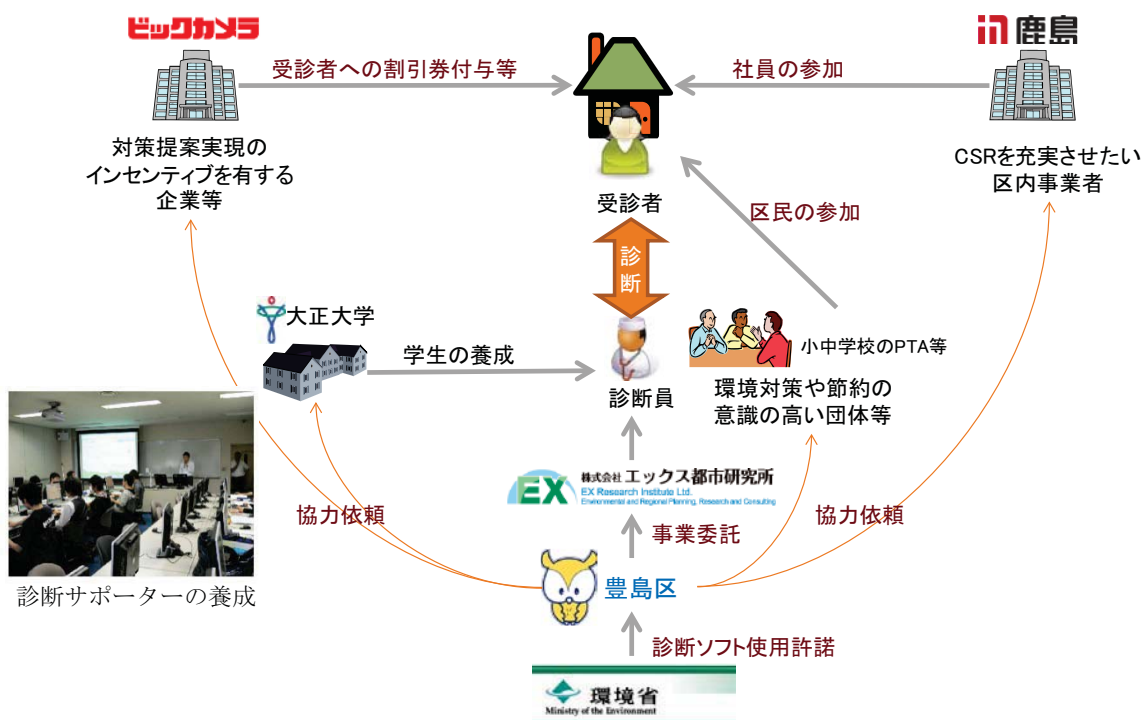 ビックカメラ
鹿島
受診者への割引券付与等
社員の参加
対策提案実現の
インセンティブを有する
企業等
CSRを充実させたい
区内事業者
受診者
区民の参加
診断
大正大学
学生の養成
小中学校のPTA等
診断員
環境対策や節約の
意識の高い団体等
EX
株式会社 エックス都市研究所
EX Research Institute Ltd.
Environmental and Regional Planning, Research and Consulting
協力依頼
事業委託
協力依頼
豊島区
診断サポーターの養成
診断ソフト使用許諾
環境省
Ministry of the Environment